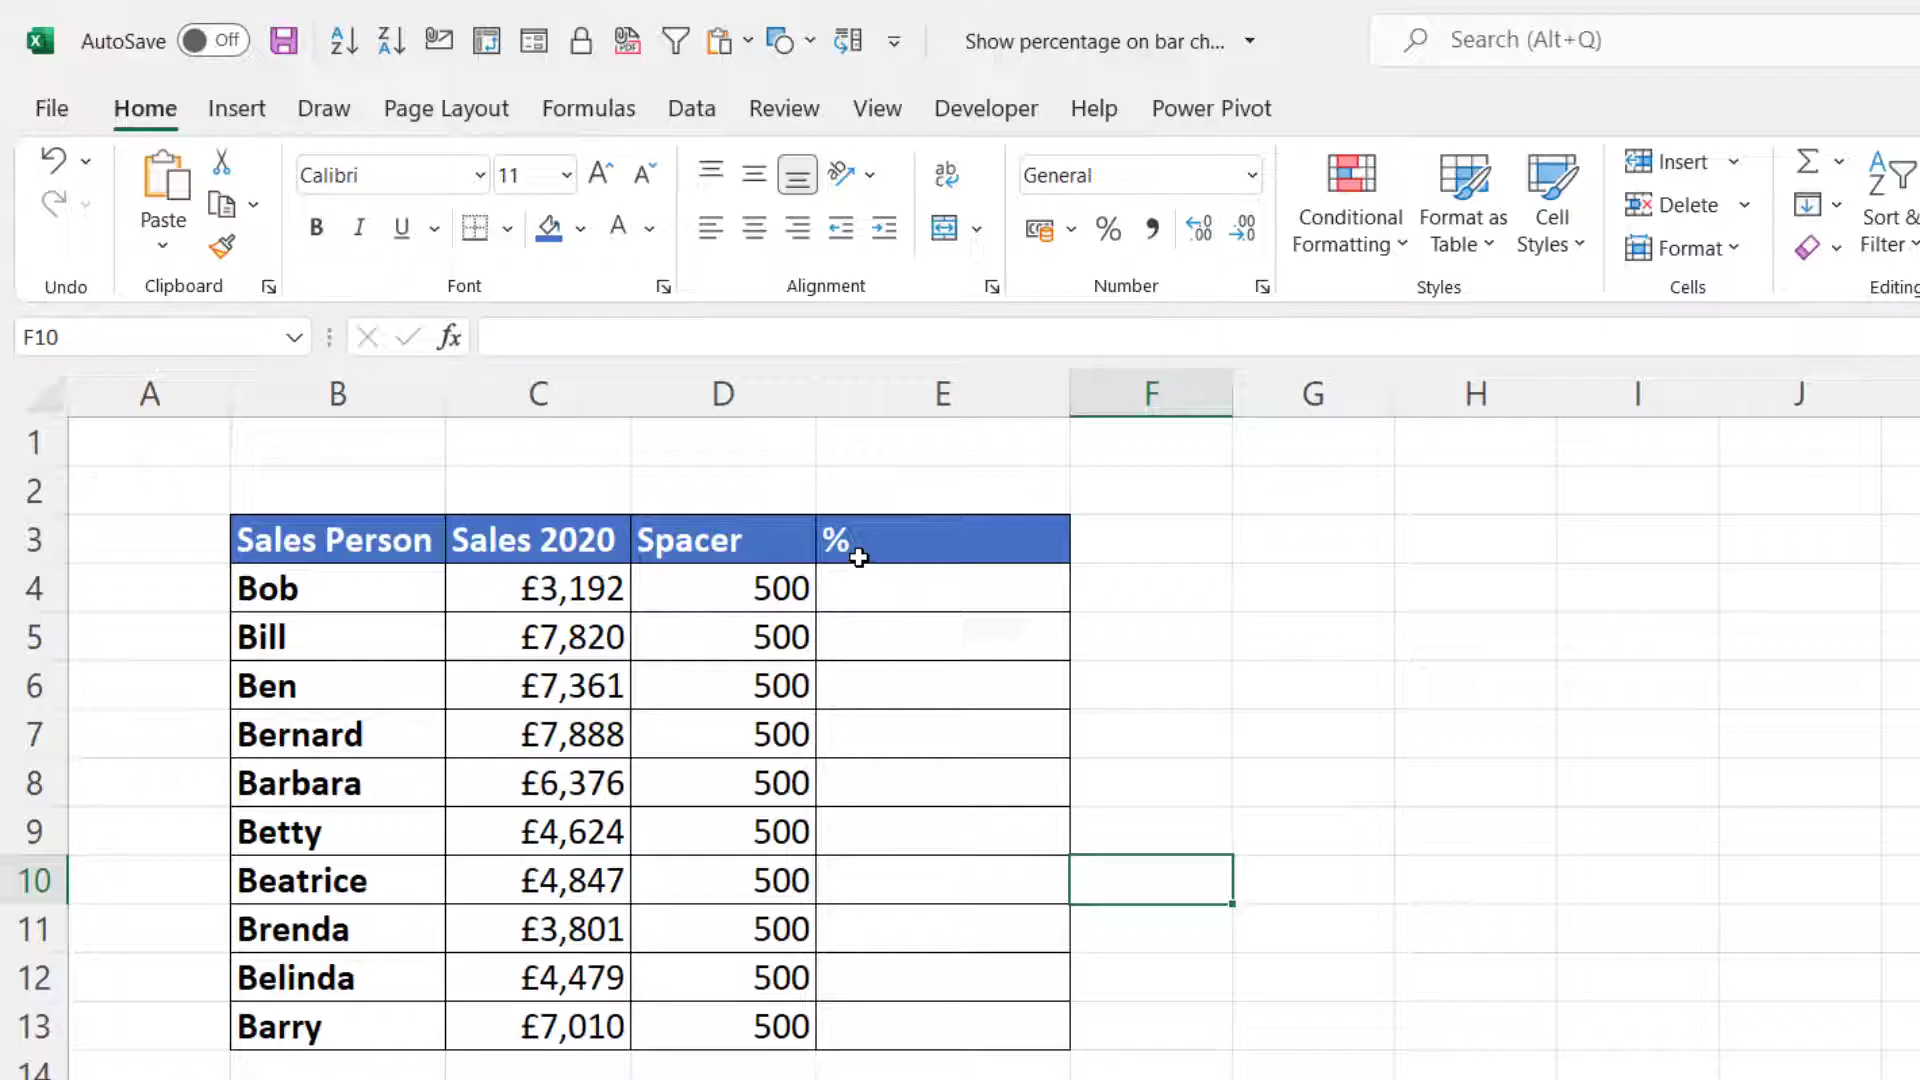 AutoSave Off Show percentage on bar ch... Search (Alt+Q)
File Home Insert Draw Page Layout Formulas Data Review View Developer Help Power Pivot
Paste
Undo
Clipboard
Calibri 11
B I U A
Font
ab
Alignment
General
% , .00
Number
Conditional Formatting
Format as Table
Cell Styles
Styles
Insert
Delete
Format
Cells
Sort &
Filter
Editing
F10 fx
A B C D E F G H I J
1
2
3 Sales Person Sales 2020 Spacer %
4 Bob £3,192 500
5 Bill £7,820 500
6 Ben £7,361 500
7 Bernard £7,888 500
8 Barbara £6,376 500
9 Betty £4,624 500
10 Beatrice £4,847 500
11 Brenda £3,801 500
12 Belinda £4,479 500
13 Barry £7,010 500
14